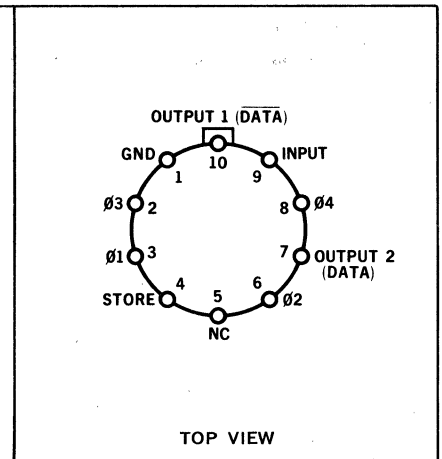 OUTPUT 1 (D̅A̅T̅A̅)
GND 10 INPUT
1 9
Ø3 2 8 Ø4
Ø1 3 7 OUTPUT 2
(DATA)
STORE 4 5 6 Ø2
NC
TOP VIEW